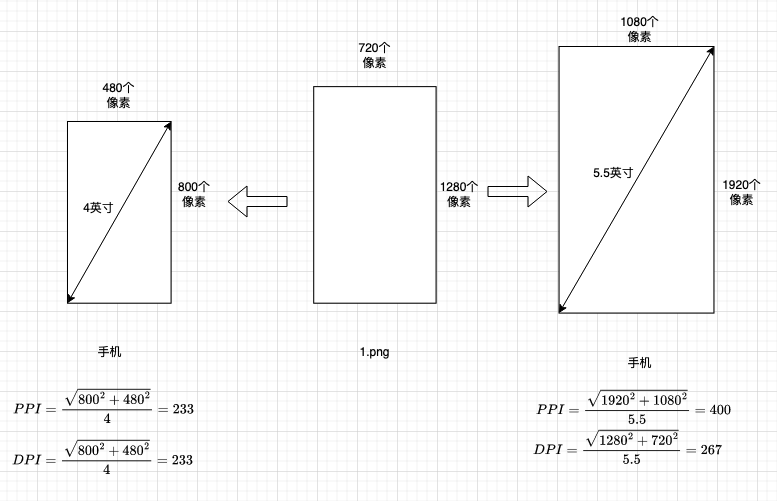 480个
像素
4英寸
800个
像素
手机
PPI = \frac{\sqrt{800^2 + 480^2}}{4} = 233
DPI = \frac{\sqrt{800^2 + 480^2}}{4} = 233
720个
像素
1280个
像素
1.png
1080个
像素
5.5英寸
1920个
像素
手机
PPI = \frac{\sqrt{1920^2 + 1080^2}}{5.5} = 400
DPI = \frac{\sqrt{1280^2 + 720^2}}{5.5} = 267